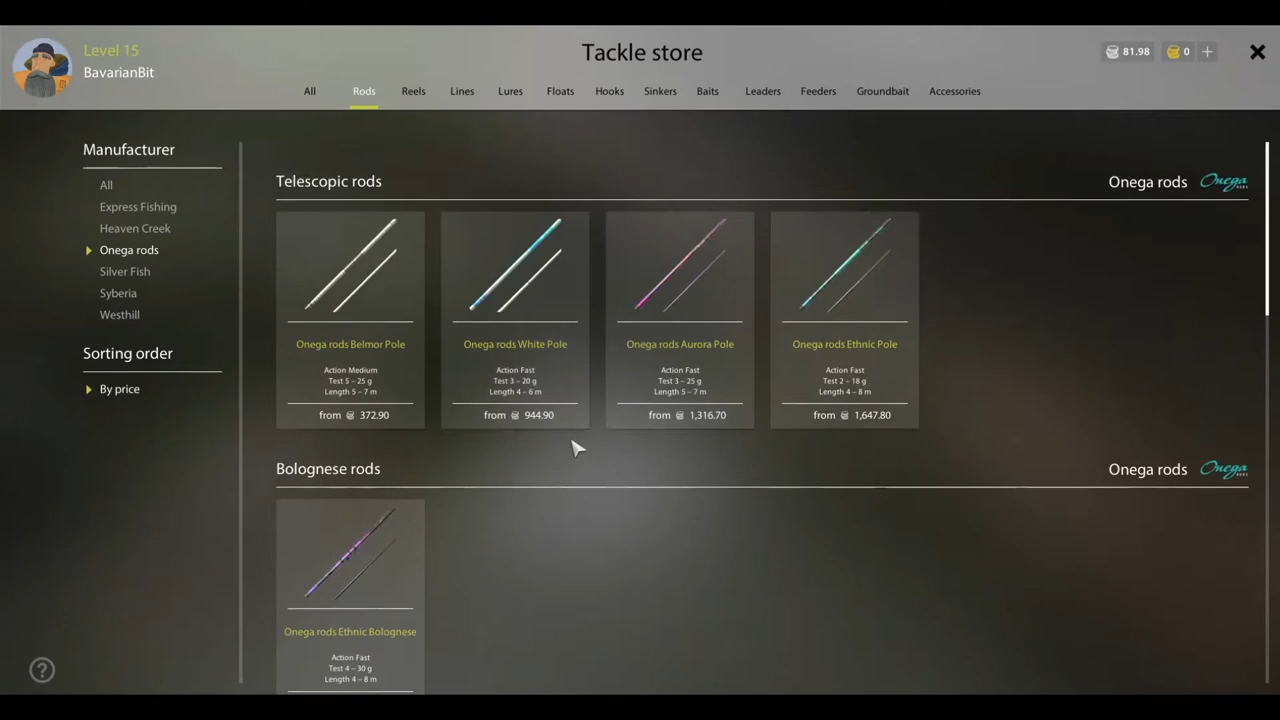 Level 15
BavarianBit
Tackle store
81.98
0
All Rods Reels Lines Lures Floats Hooks Sinkers Baits Leaders Feeders Groundbait Accessories
Manufacturer
All
Express Fishing
Heaven Creek
Onega rods
Silver Fish
Syberia
Westhill
Sorting order
By price
Telescopic rods
Onega rods Onega
Onega rods Belmor Pole
Action Medium
Test 5 – 25 g
Length 5 – 7 m
from 372.90
Onega rods White Pole
Action Fast
Test 3 – 20 g
Length 4 – 6 m
from 944.90
Onega rods Aurora Pole
Action Fast
Test 3 – 25 g
Length 5 – 7 m
from 1,316.70
Onega rods Ethnic Pole
Action Fast
Test 2 – 18 g
Length 4 – 8 m
from 1,647.80
Bolognese rods
Onega rods Onega
Onega rods Ethnic Bolognese
Action Fast
Test 4 – 30 g
Length 4 – 8 m